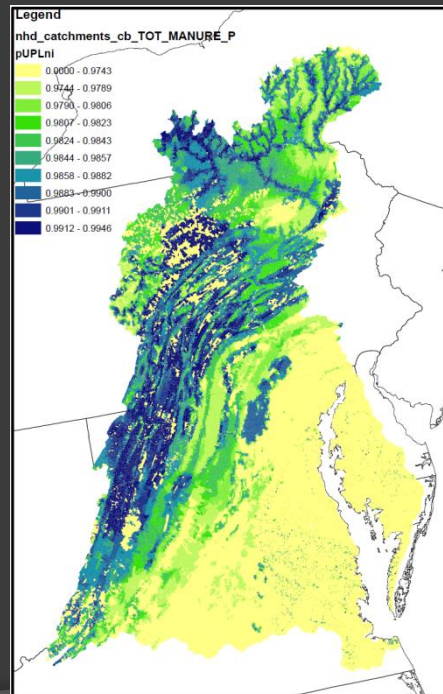 Legend
nhd_catchments_cb_TOT_MANURE_P
pUPLni
0.0000 - 0.9743
0.9744 - 0.9789
0.9790 - 0.9806
0.9807 - 0.9823
0.9824 - 0.9843
0.9844 - 0.9857
0.9858 - 0.9882
0.9883 - 0.9900
0.9901 - 0.9911
0.9912 - 0.9946